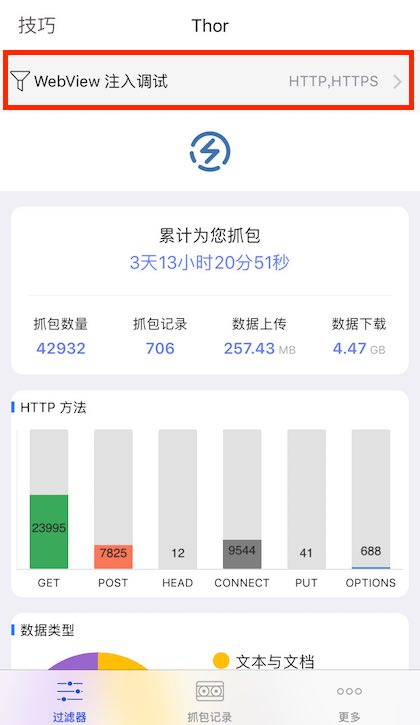 技巧 Thor
WebView 注入调试 HTTP,HTTPS
累计为您抓包
3天13小时20分51秒
抓包数量 抓包记录 数据上传 数据下载
42932 706 257.43 MB 4.47 GB
HTTP 方法
23995 7825 12 9544 41 688
GET POST HEAD CONNECT PUT OPTIONS
数据类型
文本与文档
过滤器 抓包记录 更多